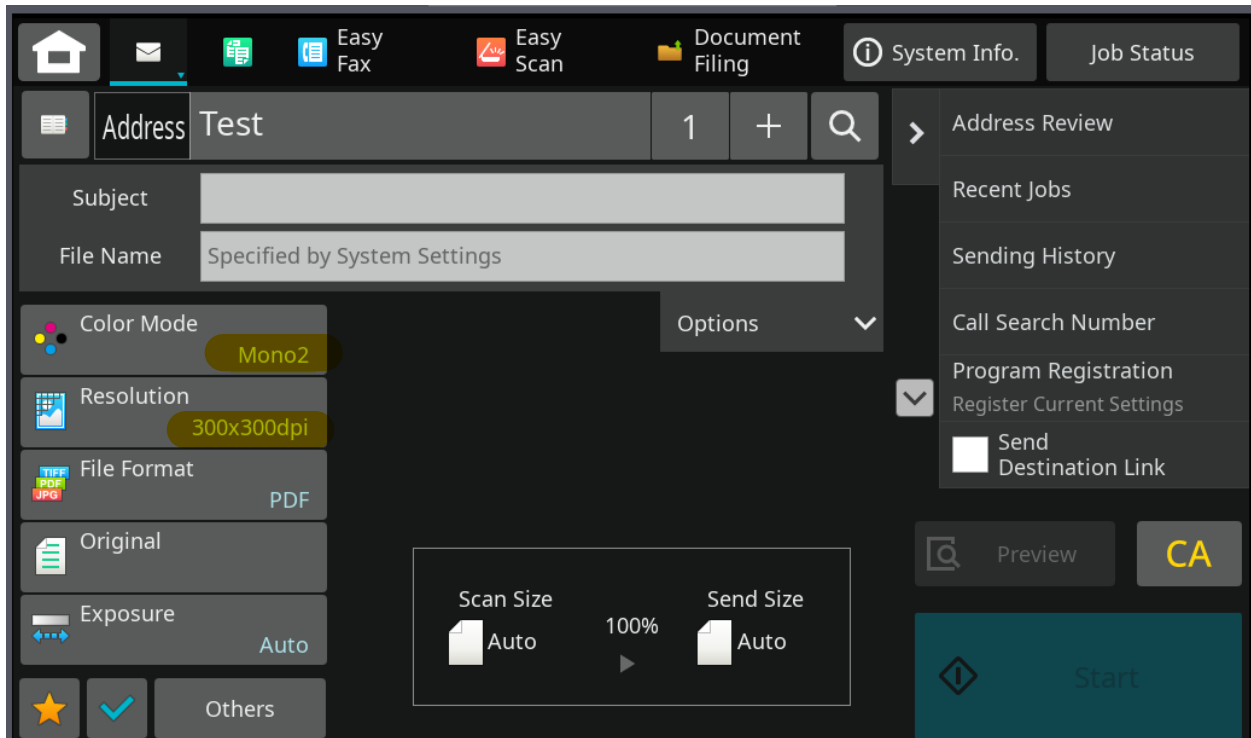 Easy
Fax
Easy
Scan
Document
Filing
System Info.
Job Status
Address
Test
1
Subject
File Name
Specified by System Settings
Options
Color Mode
Mono2
Resolution
300x300dpi
TIFF
PDF
JPG
File Format
PDF
Original
Exposure
Auto
Others
Scan Size
Auto
100%
Send Size
Auto
Address Review
Recent Jobs
Sending History
Call Search Number
Program Registration
Register Current Settings
Send
Destination Link
Preview
CA
Start